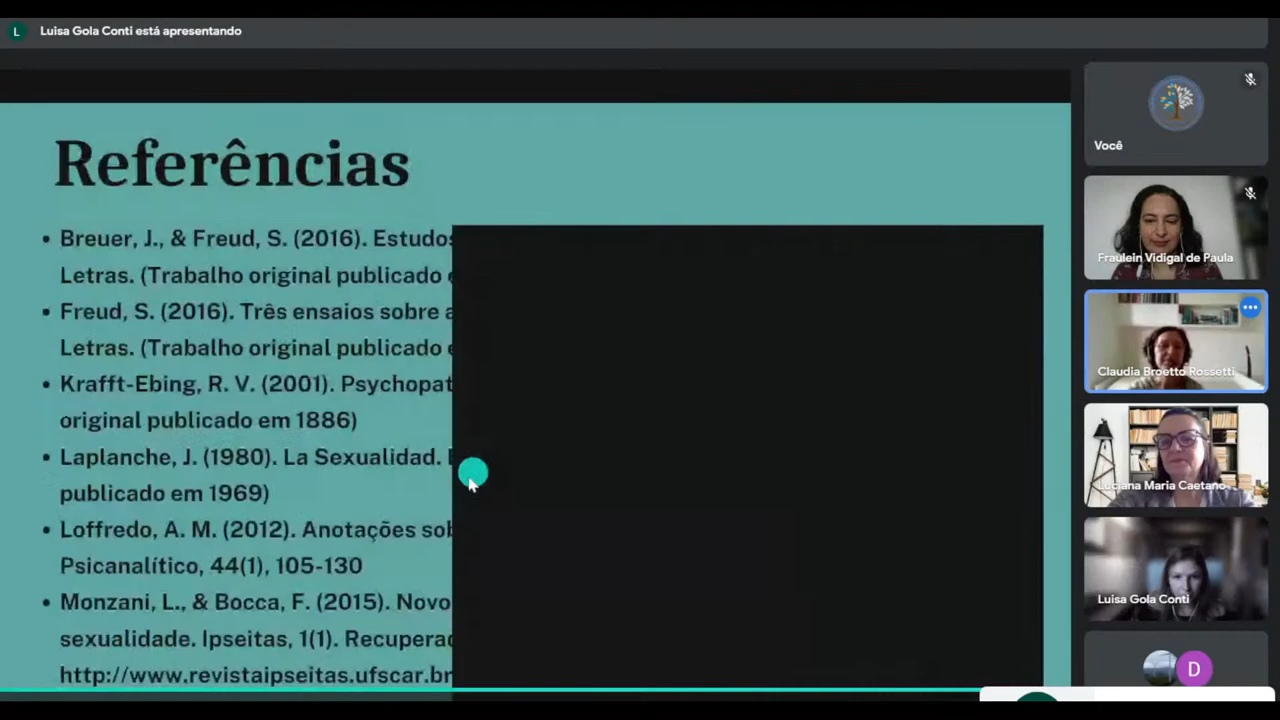 L
Luisa Gola Conti está apresentando
Referências
• Breuer, J., & Freud, S. (2016). Estudos
Letras. (Trabalho original publicado
• Freud, S. (2016). Três ensaios sobre a
Letras. (Trabalho original publicado
• Krafft-Ebing, R. V. (2001). Psychopat
original publicado em 1886)
• Laplanche, J. (1980). La Sexualidad.
publicado em 1969)
• Loffredo, A. M. (2012). Anotações sob
Psicanalítico, 44(1), 105-130
• Monzani, L., & Bocca, F. (2015). Novo
sexualidade. Ipseitas, 1(1). Recuperad
http://www.revistaipseitas.ufscar.br
Você
Fraulein Vidigal de Paula
Claudia Broetto Rossetti
Luciana Maria Caetano
Luisa Gola Conti
D